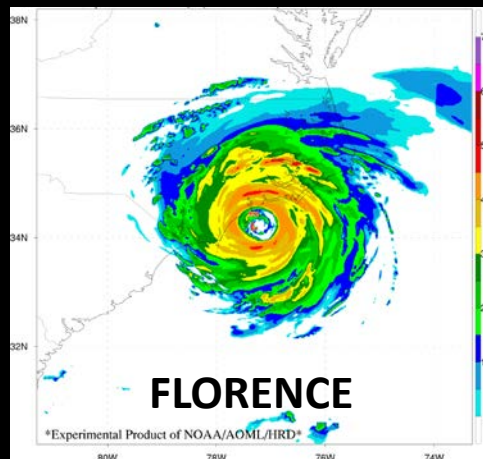 38N
36N
34N
32N
FLORENCE
*Experimental Product of NOAA/AOML/HRD*
80W
78W
76W
74W